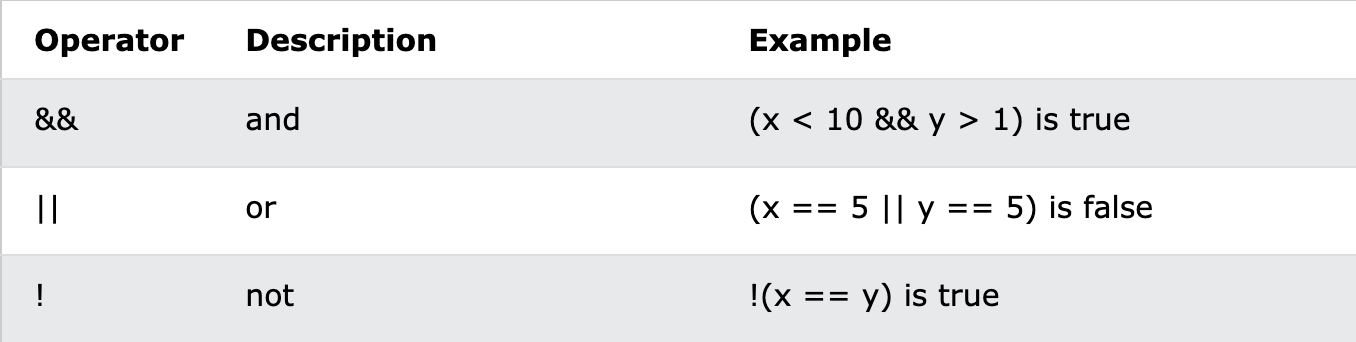 Operator Description Example
&& and (x < 10 && y > 1) is true
|| or (x == 5 || y == 5) is false
! not !(x == y) is true